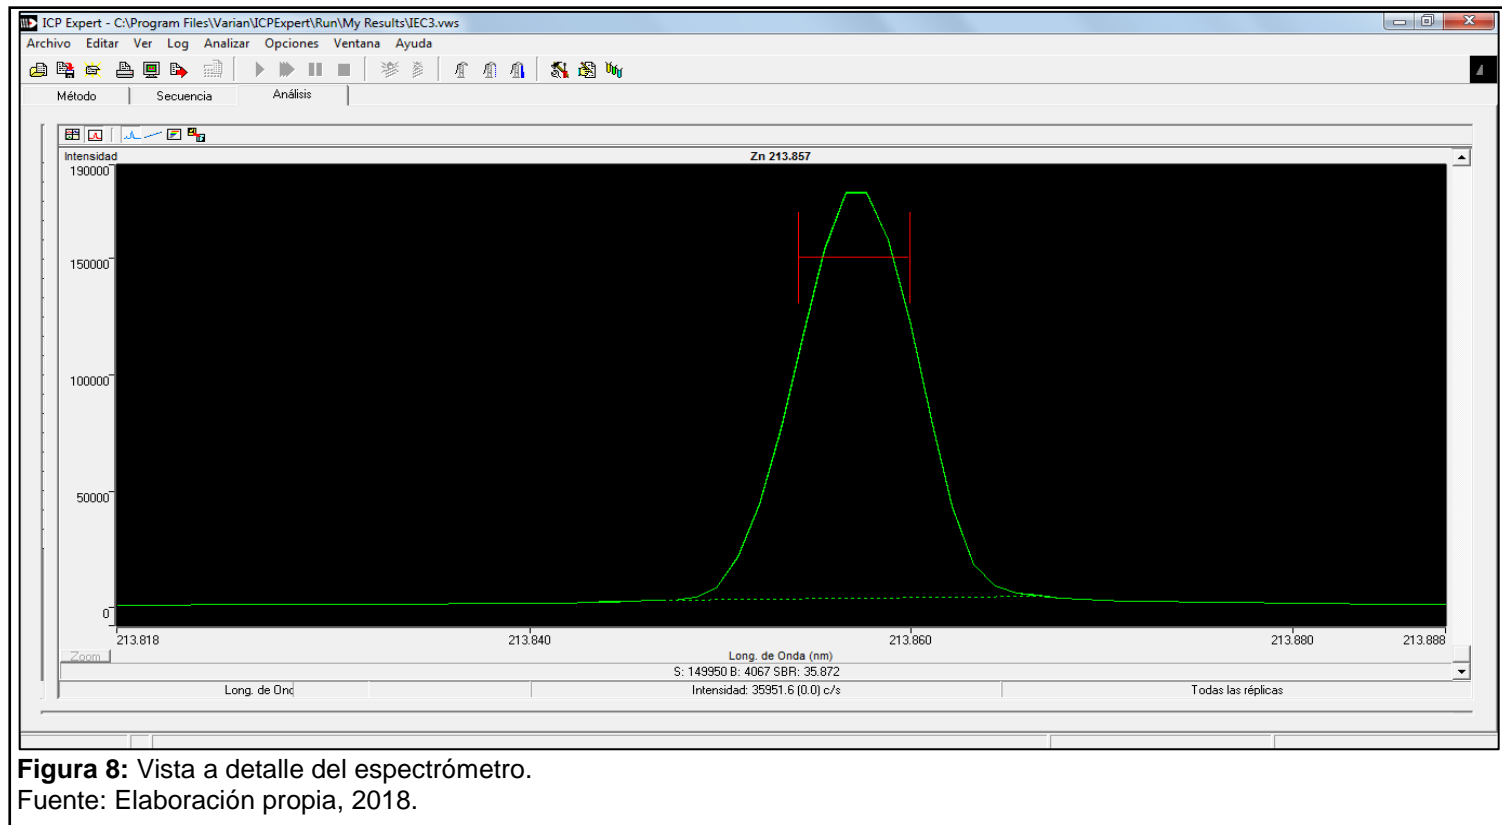 ICP Expert - C:\Program Files\Varian\ICPExpert\Run\My Results\IEC3.vws
Archivo Editar Ver Log Analizar Opciones Ventana Ayuda
Método Secuencia Análisis
Intensidad
Zn 213.857
190000
150000
100000
50000
0
213.818 213.840 213.860 213.880 213.888
Zoom
Long. de Onda (nm)
S: 149950 B: 4067 SBR: 35.872
Long. de Ond Intensidad: 35951.6 (0.0) c/s Todas las réplicas
Figura 8: Vista a detalle del espectrómetro.
Fuente: Elaboración propia, 2018.